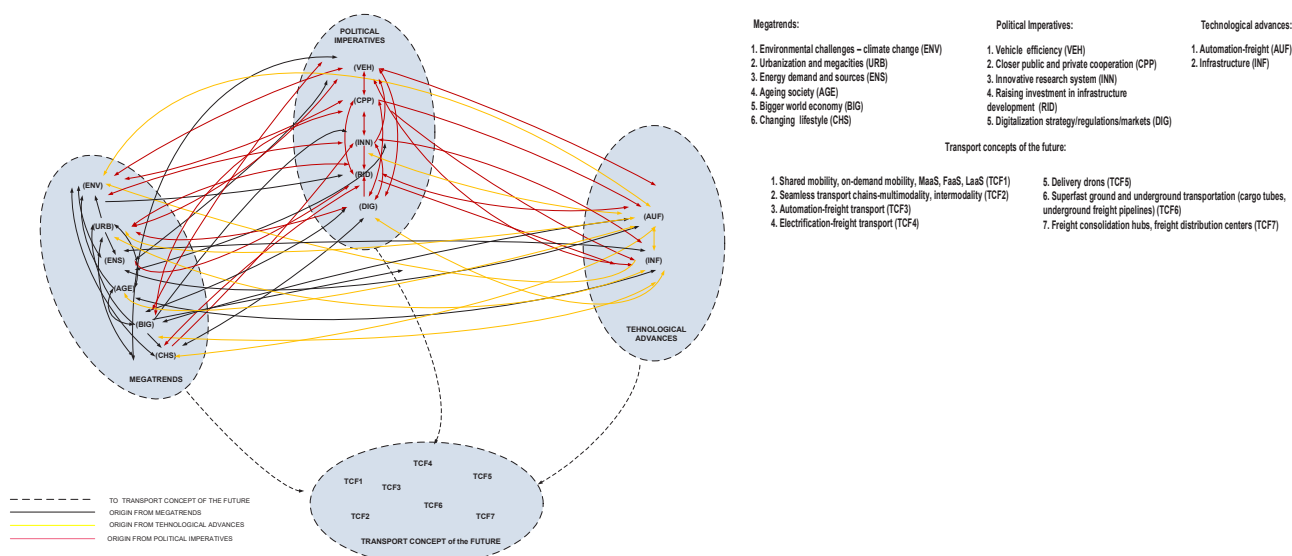 POLITICAL
IMPERATIVES
(VEH)
(CPP)
(INN)
(RID)
(DIG)
(ENV)
(URB)
(ENS)
(AGE)
(BIG)
(CHS)
MEGATRENDS
(AUF)
(INF)
TEHNOLOGICAL
ADVANCES
TCF4
TCF1
TCF3
TCF5
TCF6
TCF2
TCF7
TRANSPORT CONCEPT of the FUTURE
TO TRANSPORT CONCEPT OF THE FUTURE
ORIGIN FROM MEGATRENDS
ORIGIN FROM TEHNOLOGICAL ADVANCES
ORIGIN FROM POLITICAL IMPERATIVES
Megatrends:
1. Environmental challenges – climate change (ENV)
2. Urbanization and megacities (URB)
3. Energy demand and sources (ENS)
4. Ageing society (AGE)
5. Bigger world economy (BIG)
6. Changing lifestyle (CHS)
Political Imperatives:
1. Vehicle efficiency (VEH)
2. Closer public and private cooperation (CPP)
3. Innovative research system (INN)
4. Raising investment in infrastructure
development (RID)
5. Digitalization strategy/regulations/markets (DIG)
Technological advances:
1. Automation-freight (AUF)
2. Infrastructure (INF)
Transport concepts of the future:
1. Shared mobility, on-demand mobility, MaaS, FaaS, LaaS (TCF1)
2. Seamless transport chains-multimodality, intermodality (TCF2)
3. Automation-freight transport (TCF3)
4. Electrification-freight transport (TCF4)
5. Delivery drons (TCF5)
6. Superfast ground and underground transportation (cargo tubes,
underground freight pipelines) (TCF6)
7. Freight consolidation hubs, freight distribution centers (TCF7)